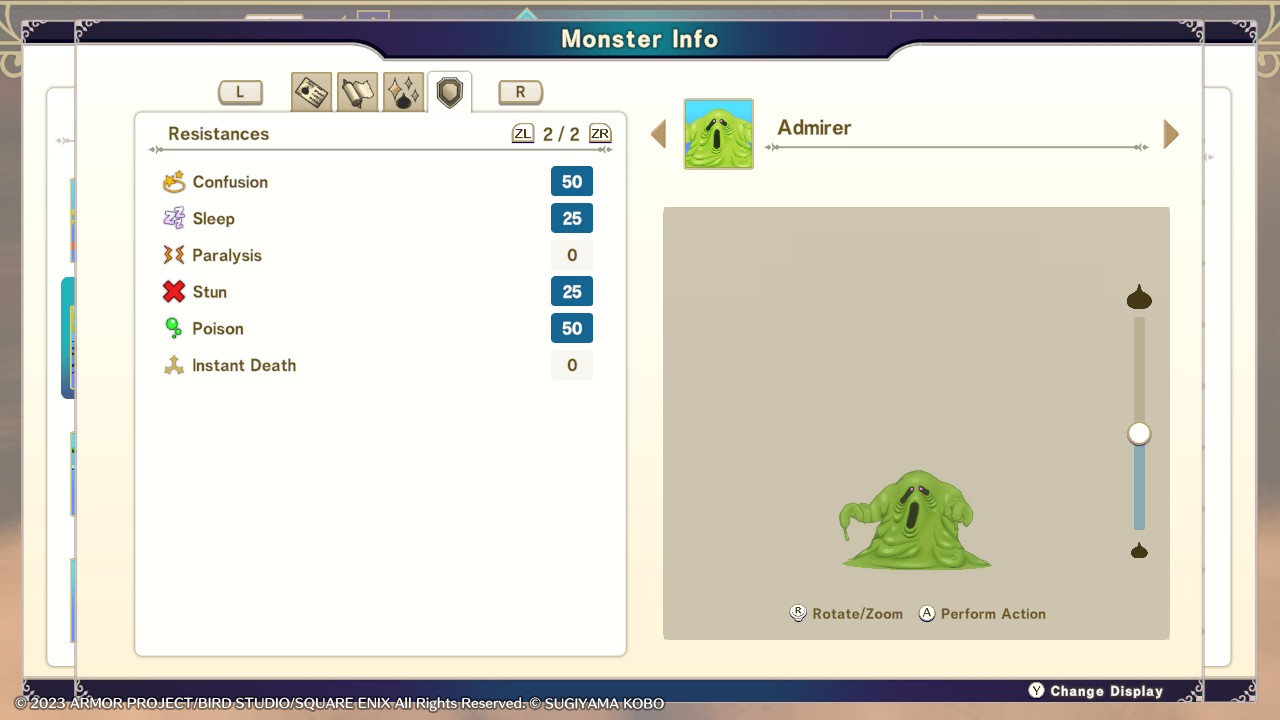 Monster Info
L
R
Resistances
ZL 2 / 2 ZR
Confusion 50
Sleep 25
Paralysis 0
Stun 25
Poison 50
Instant Death 0
Admirer
R Rotate/Zoom A Perform Action
Y Change Display
© 2023 ARMOR PROJECT/BIRD STUDIO/SQUARE ENIX All Rights Reserved. © SUGIYAMA KOBO